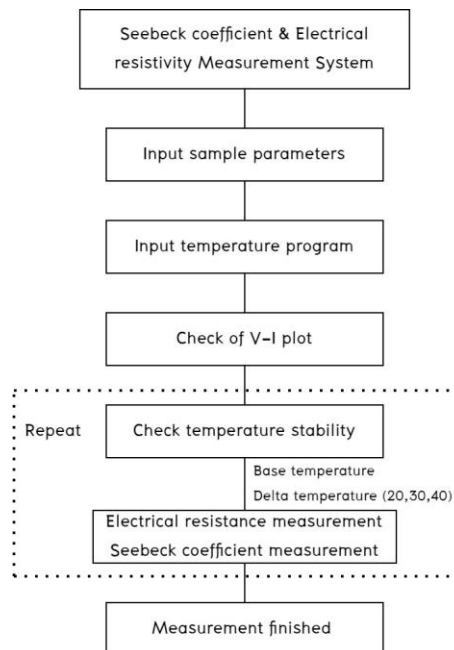 Seebeck coefficient & Electrical
resistivity Measurement System
Input sample parameters
Input temperature program
Check of V-I plot
Repeat
Check temperature stability
Base temperature
Delta temperature (20,30,40)
Electrical resistance measurement
Seebeck coefficient measurement
Measurement finished